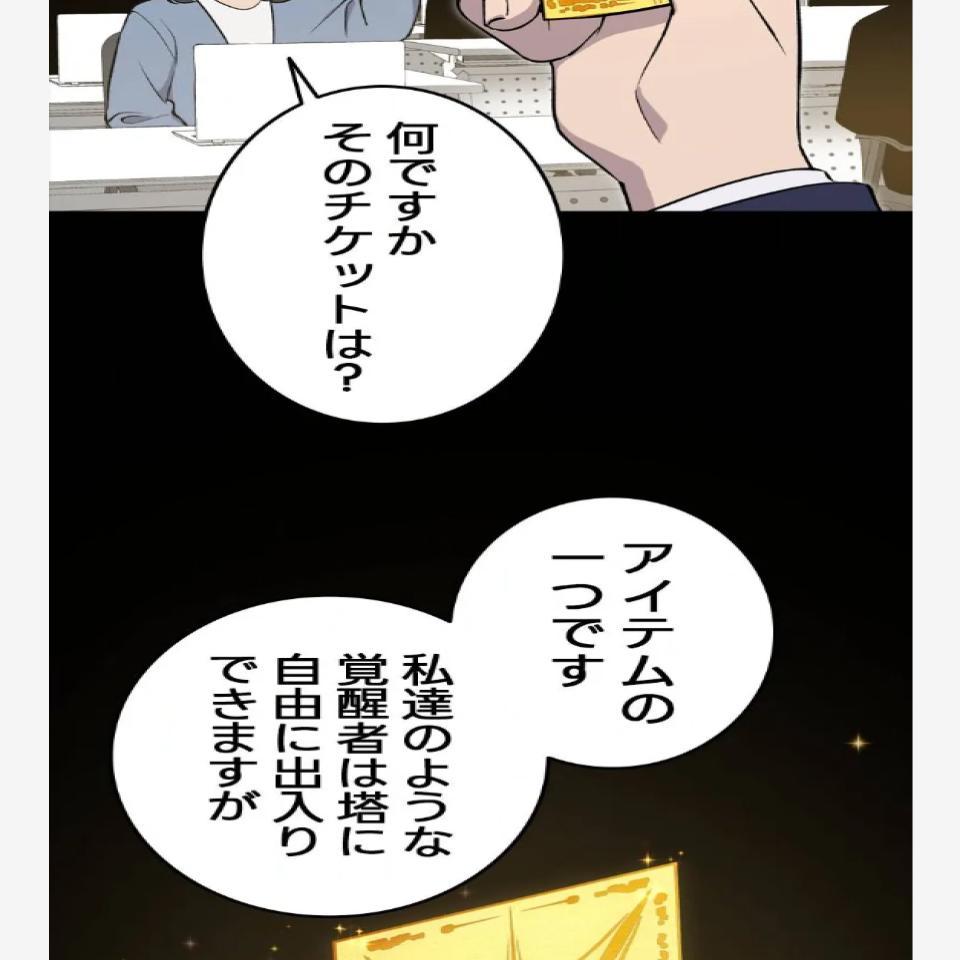 何ですか
そのチケットは?
アイテムの
一つです
私達のような
覚醒者は塔に
自由に出入り
できますが